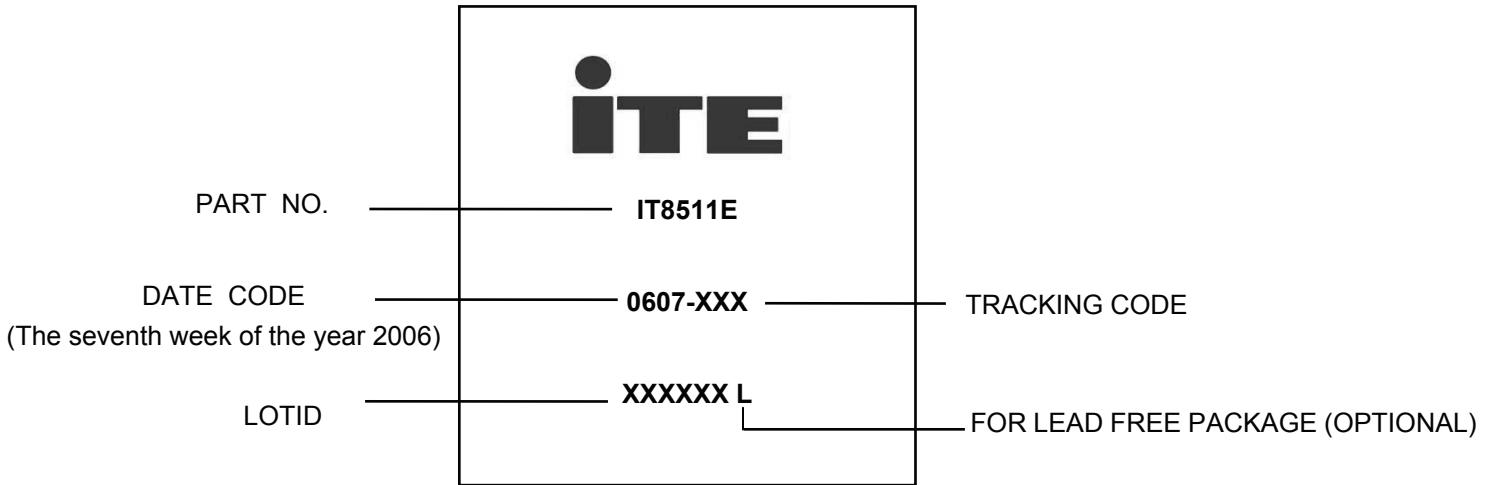 iTE
PART NO. IT8511E
DATE CODE 0607-XXX TRACKING CODE
(The seventh week of the year 2006)
XXXXXX L
LOTID FOR LEAD FREE PACKAGE (OPTIONAL)